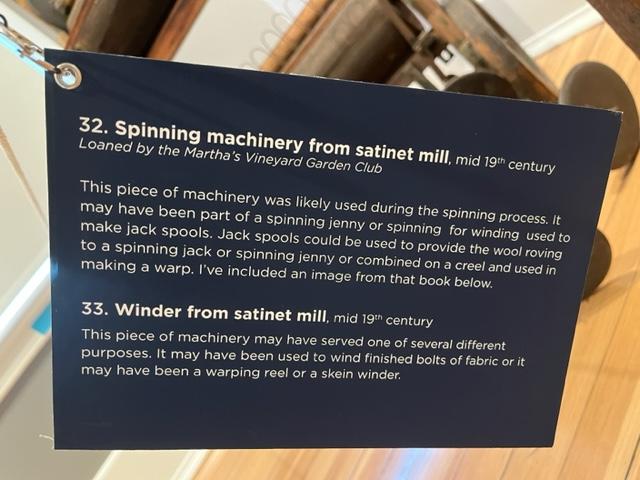 32. Spinning machinery from satinet mill, mid 19th century
Loaned by the Martha's Vineyard Garden Club
This piece of machinery was likely used during the spinning process. It
may have been part of a spinning jenny or spinning for winding used to
make jack spools. Jack spools could be used to provide the wool roving
to a spinning jack or spinning jenny or combined on a creel and used in
making a warp. I've included an image from that book below.
33. Winder from satinet mill, mid 19th century
This piece of machinery may have served one of several different
purposes. It may have been used to wind finished bolts of fabric or it
may have been a warping reel or a skein winder.